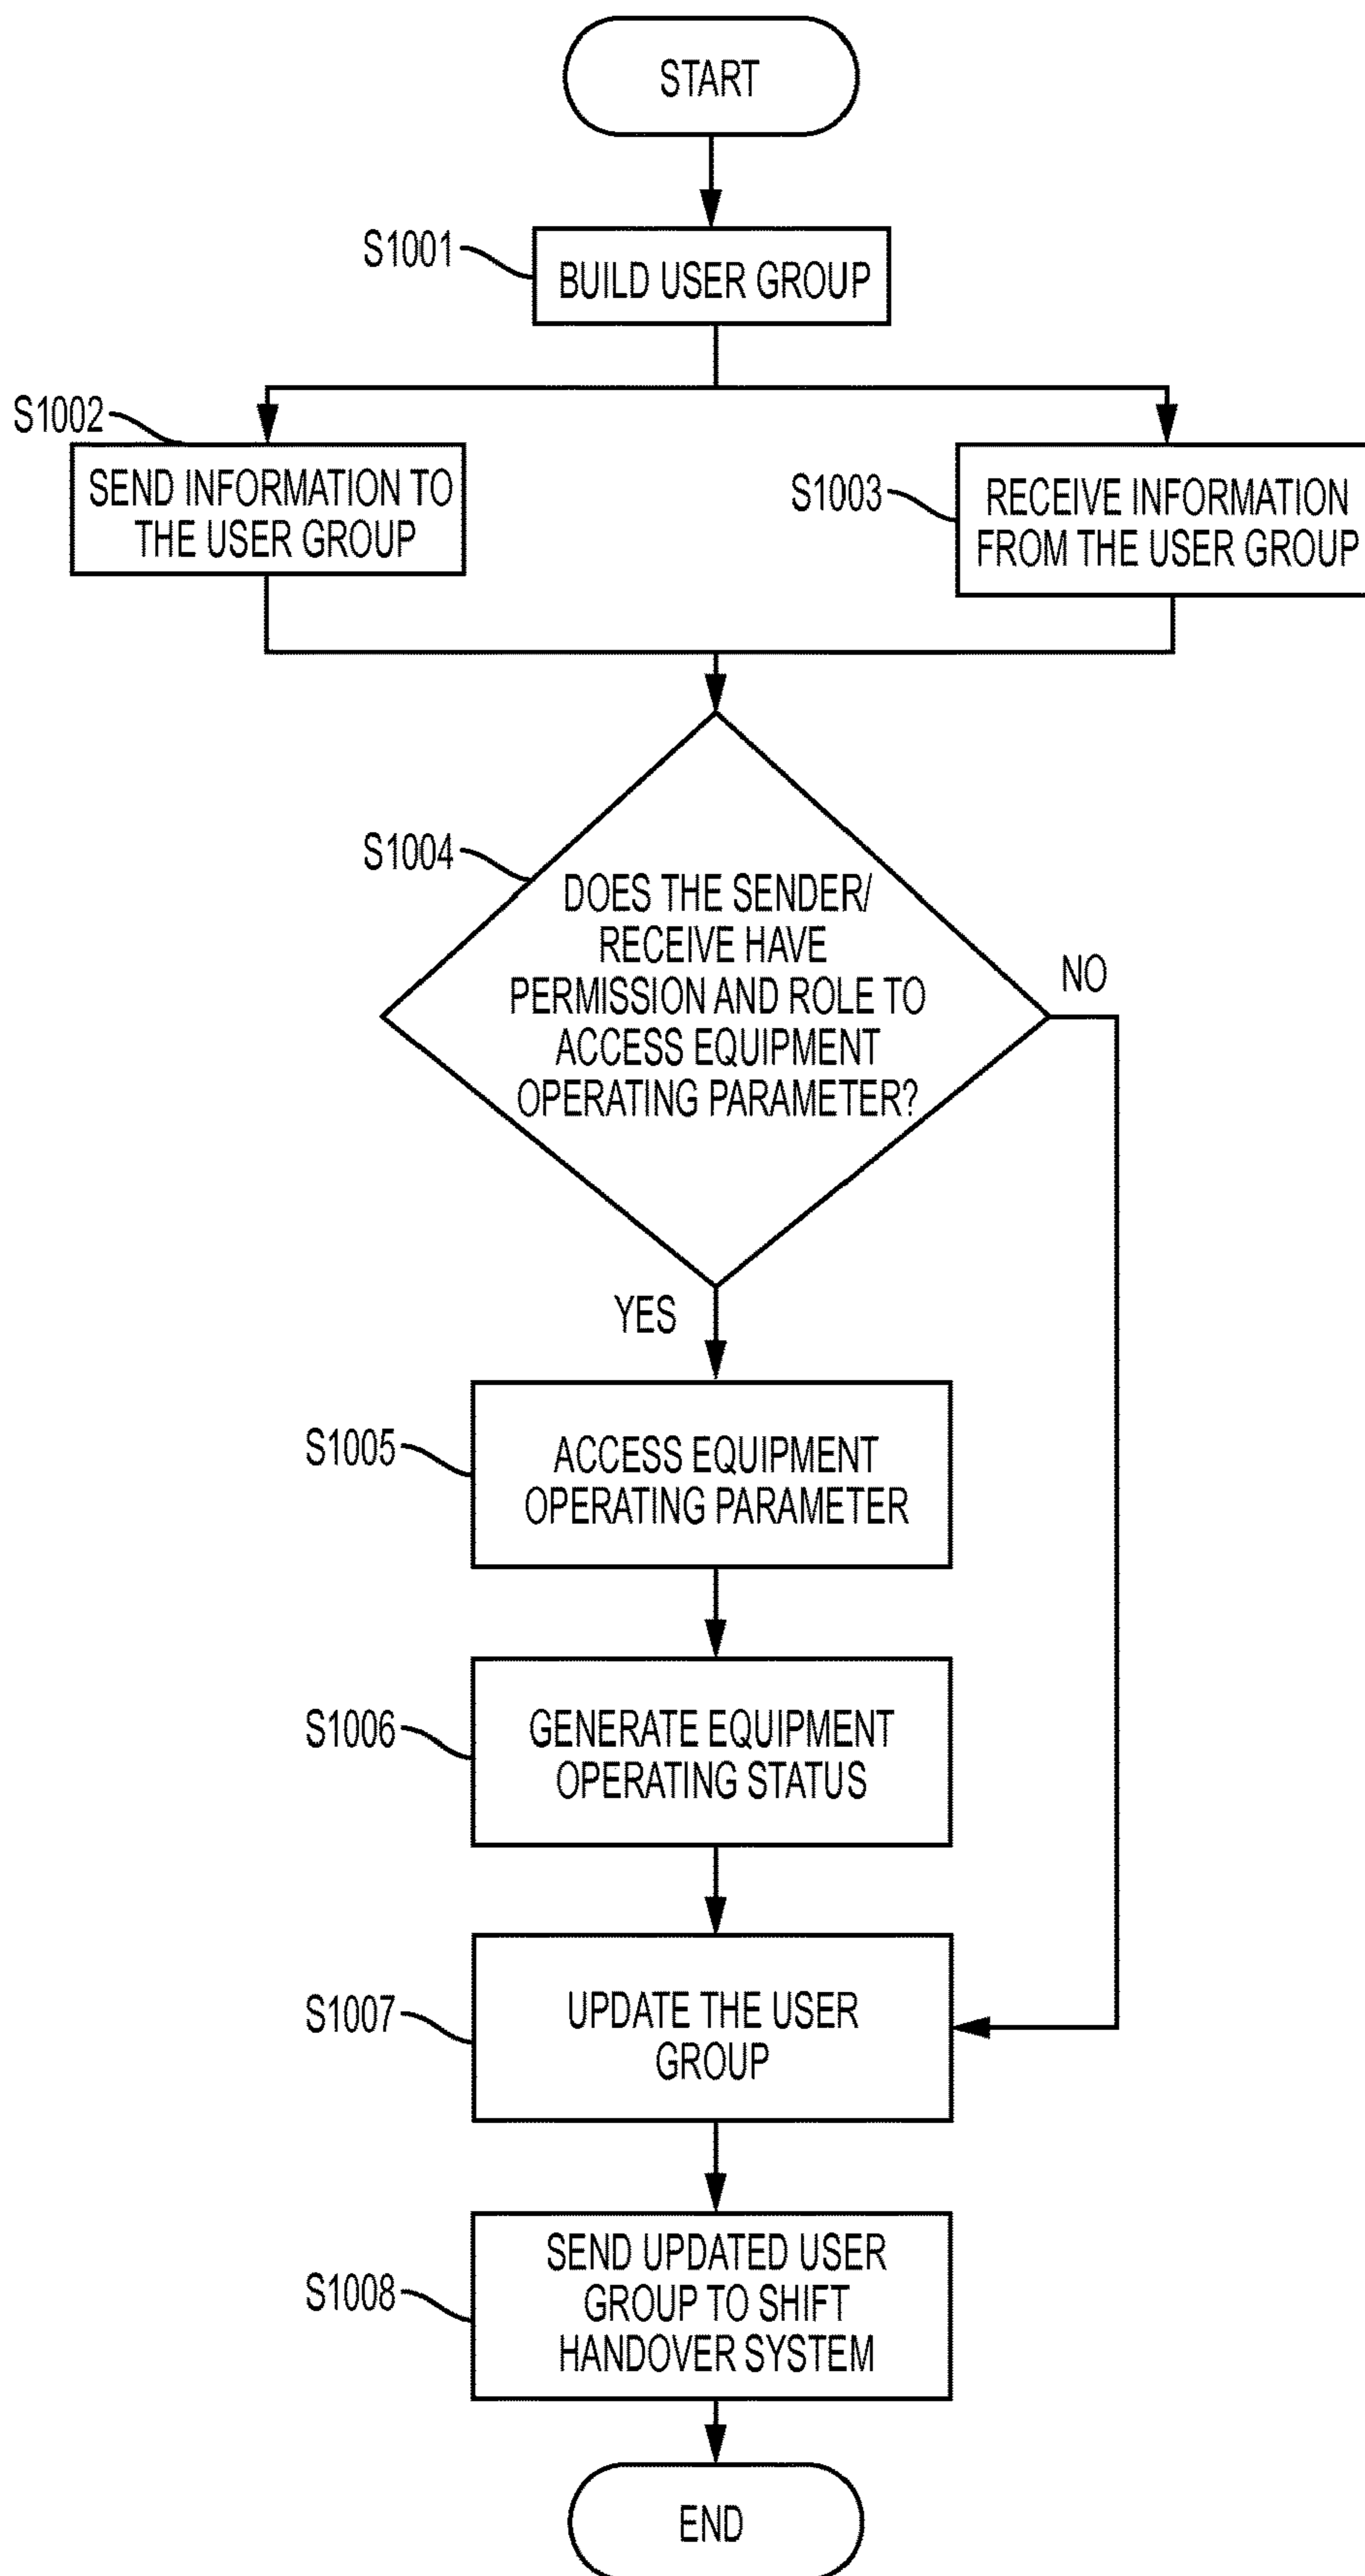 START
S1001
BUILD USER GROUP
S1002
SEND INFORMATION TO
THE USER GROUP
S1003
RECEIVE INFORMATION
FROM THE USER GROUP
S1004
DOES THE SENDER/
RECEIVE HAVE
PERMISSION AND ROLE TO
ACCESS EQUIPMENT
OPERATING PARAMETER?
NO
YES
S1005
ACCESS EQUIPMENT
OPERATING PARAMETER
S1006
GENERATE EQUIPMENT
OPERATING STATUS
S1007
UPDATE THE USER
GROUP
S1008
SEND UPDATED USER
GROUP TO SHIFT
HANDOVER SYSTEM
END